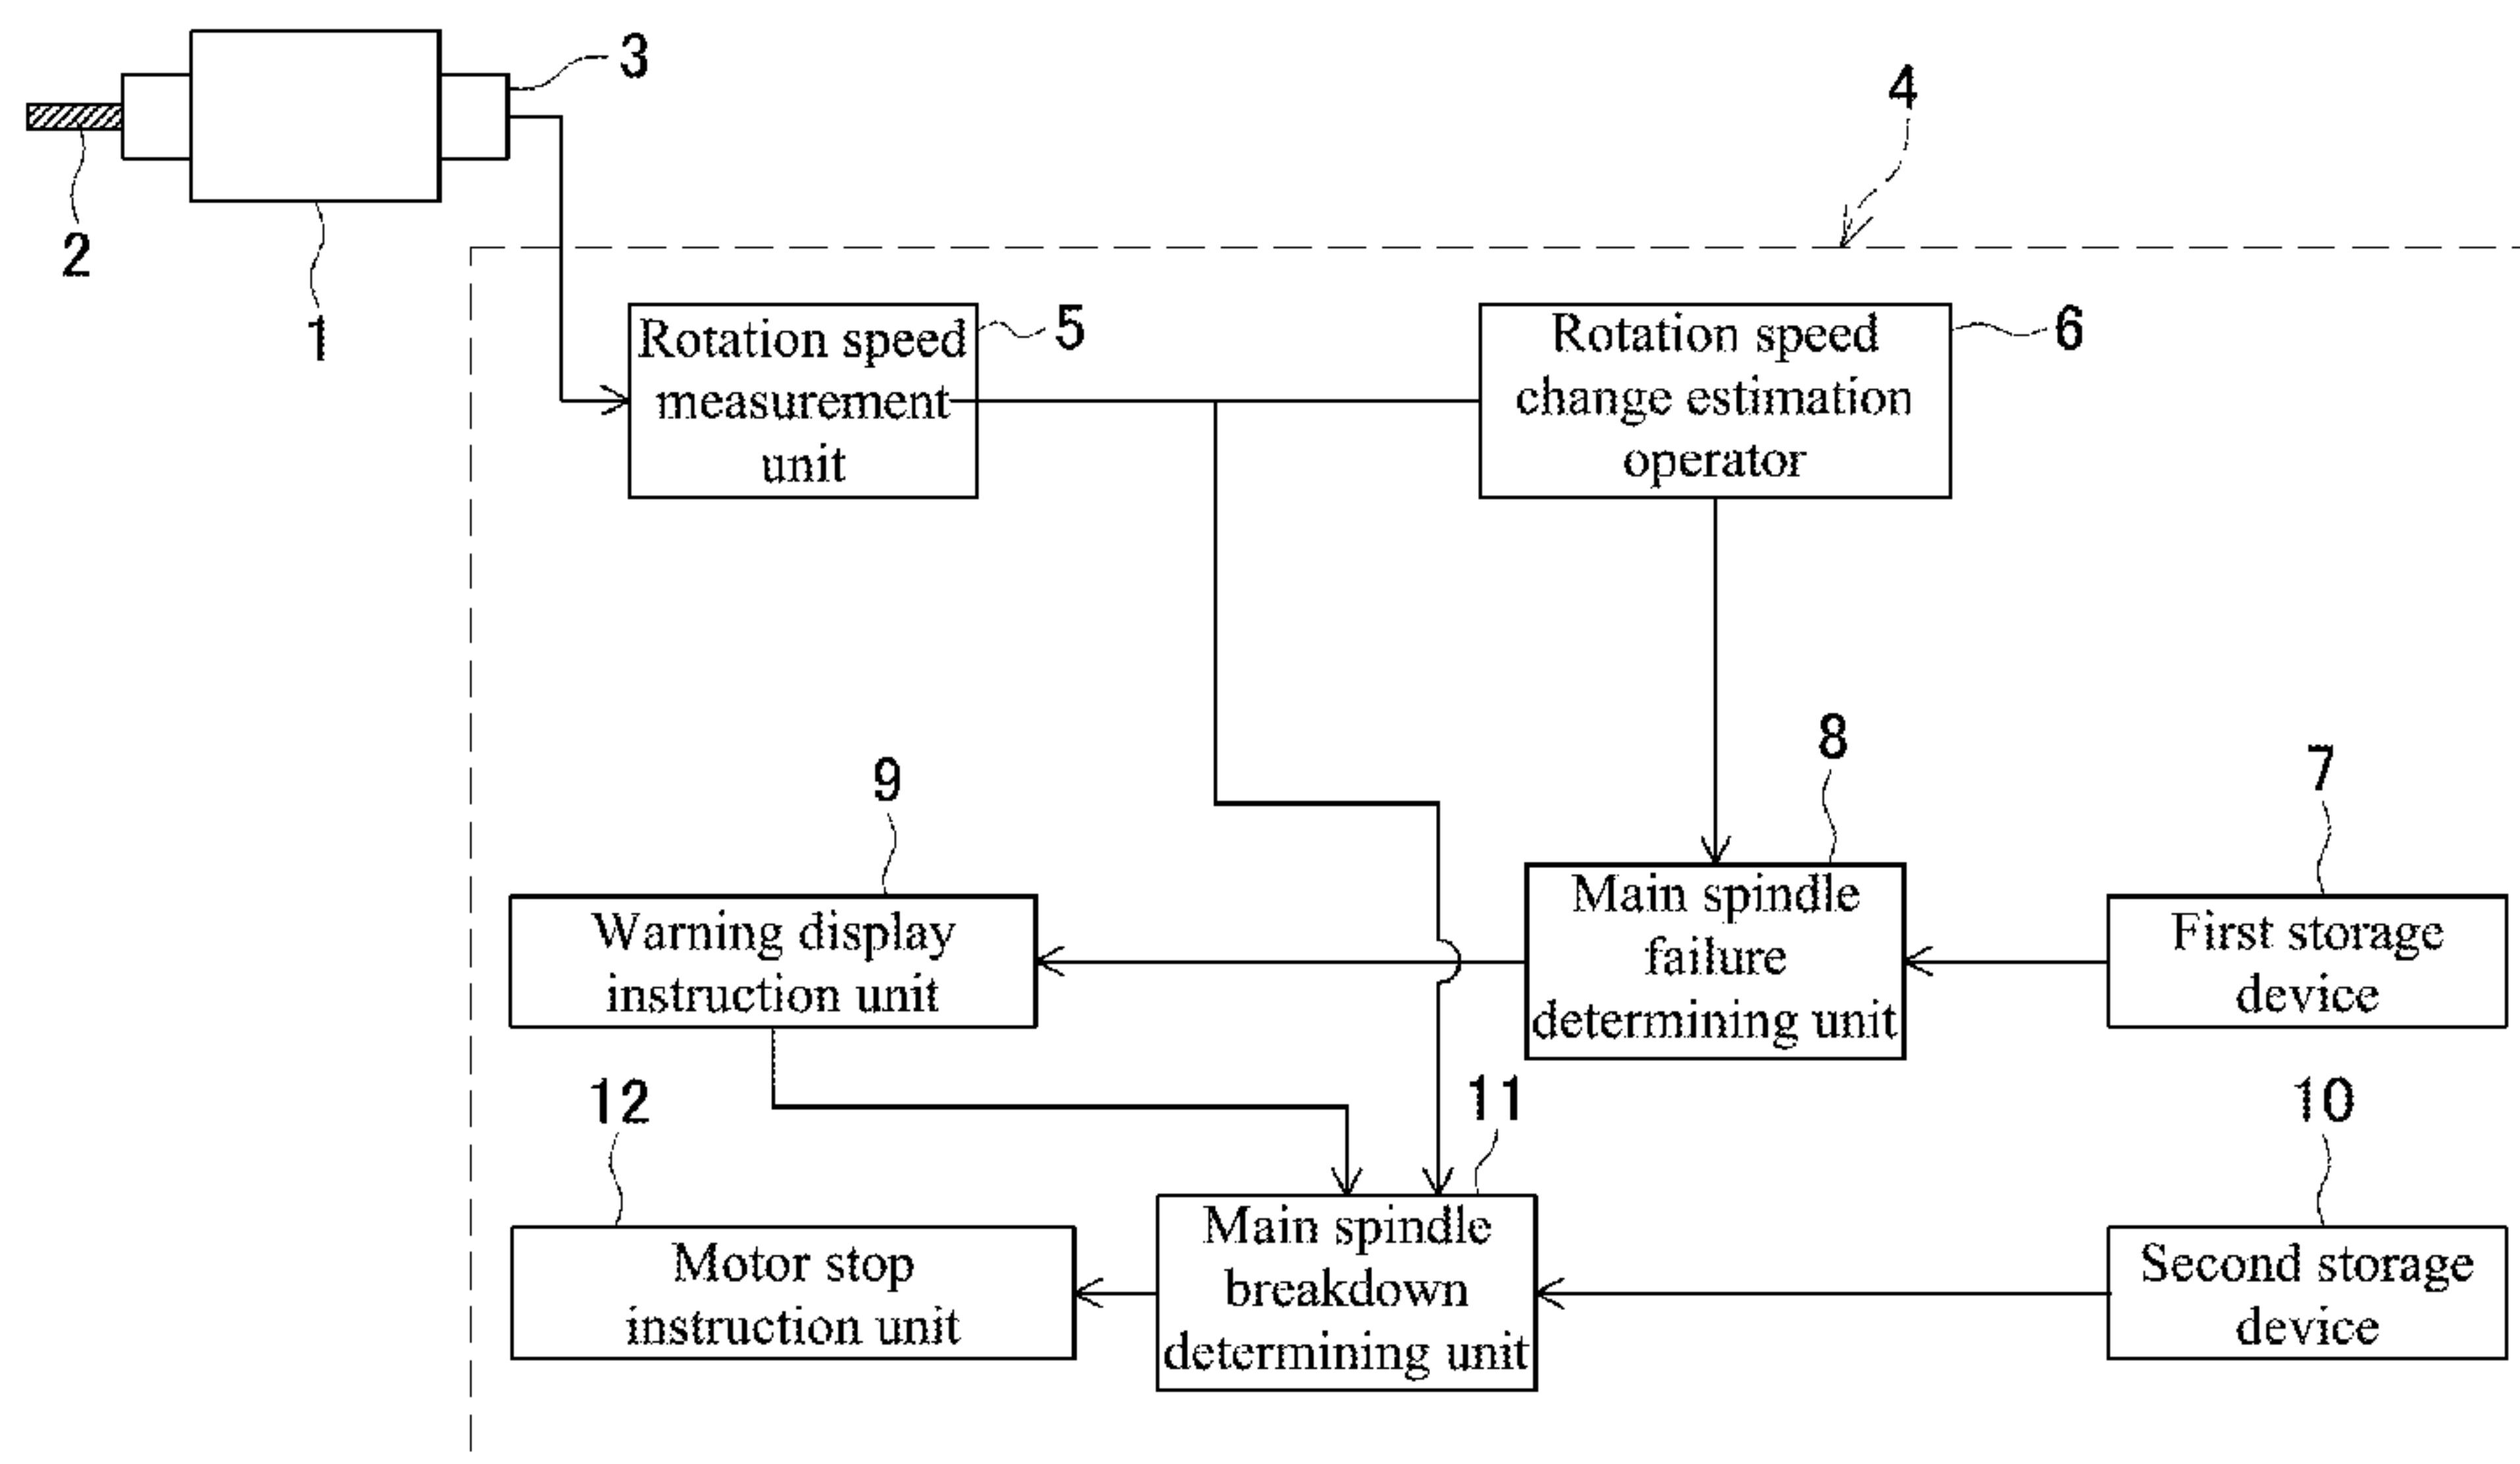 3
4
2
1
Rotation speed
measurement
unit
5
Rotation speed
change estimation
operator
6
9
8
7
Warning display
instruction unit
Main spindle
failure
determining unit
First storage
device
12
11
10
Motor stop
instruction unit
Main spindle
breakdown
determining unit
Second storage
device